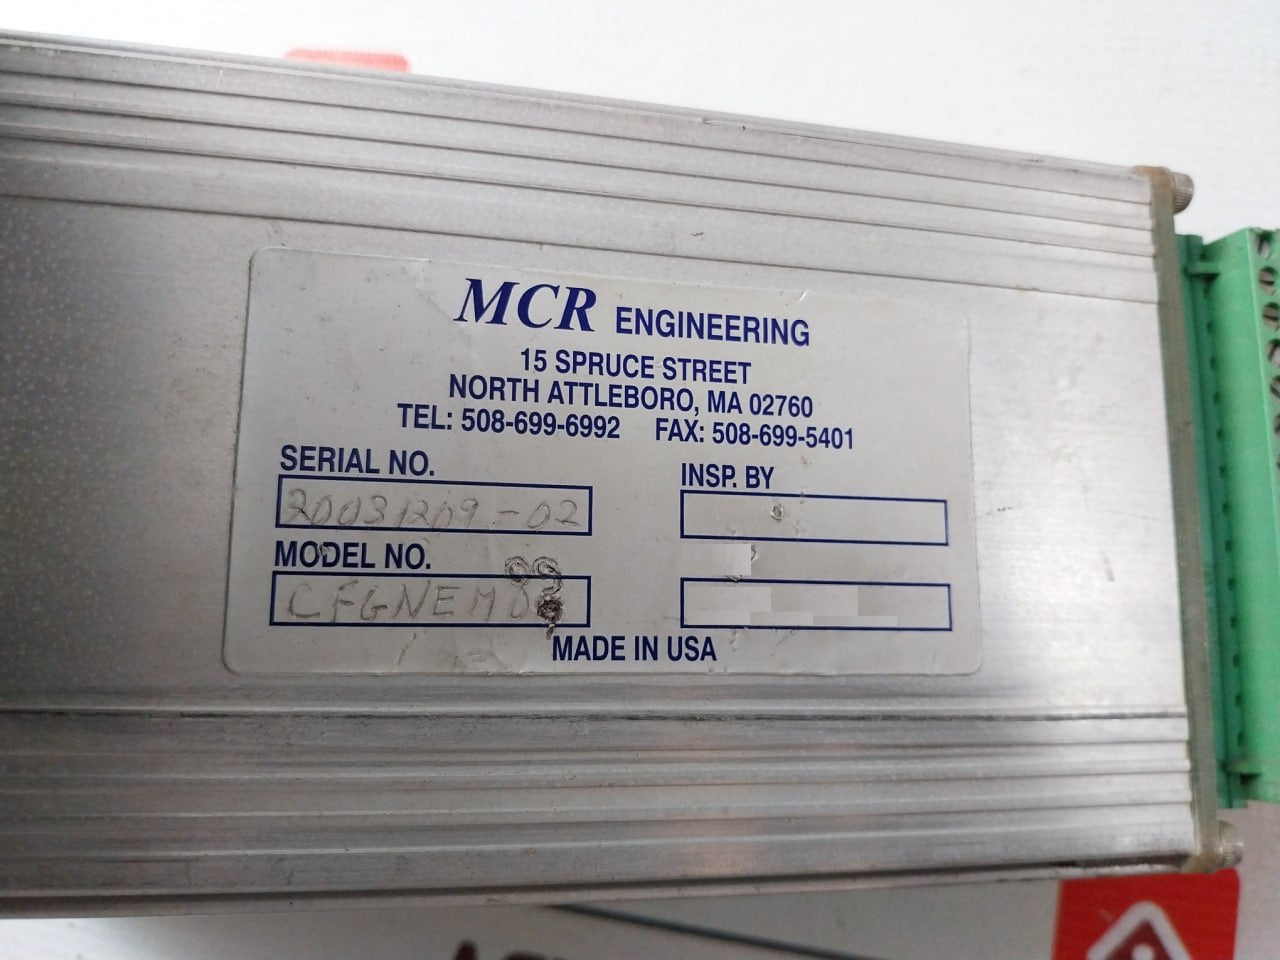 MCR ENGINEERING
15 SPRUCE STREET
NORTH ATTLEBORO, MA 02760
TEL: 508-699-6992 FAX: 508-699-5401
SERIAL NO. INSP. BY
20031209-02
MODEL NO.
MADE IN USA